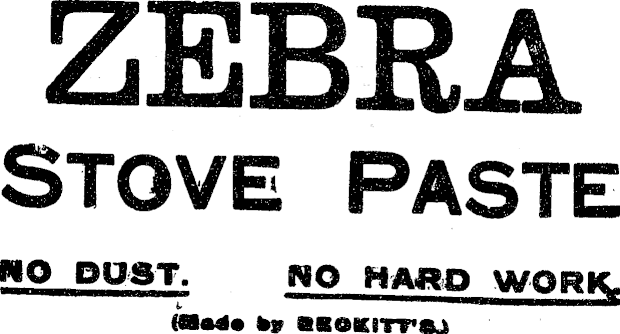 ZEBRA
STOVE PASTE
NO DUST. NO HARD WORK.
(Made by RECKITT'S.)